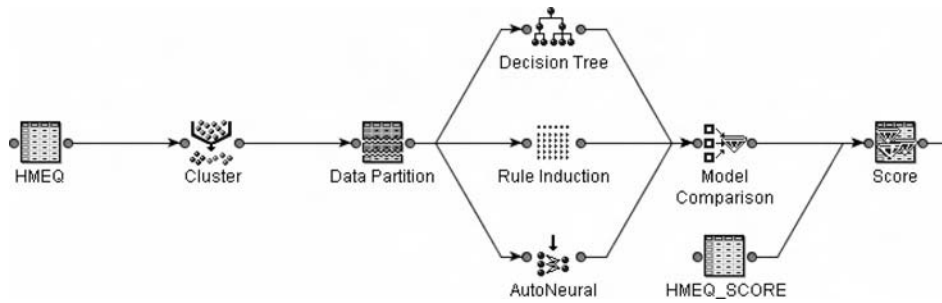 Decision Tree
HMEQ
Cluster
Data Partition
Rule Induction
Model
Comparison
Score
AutoNeural
HMEQ_SCORE